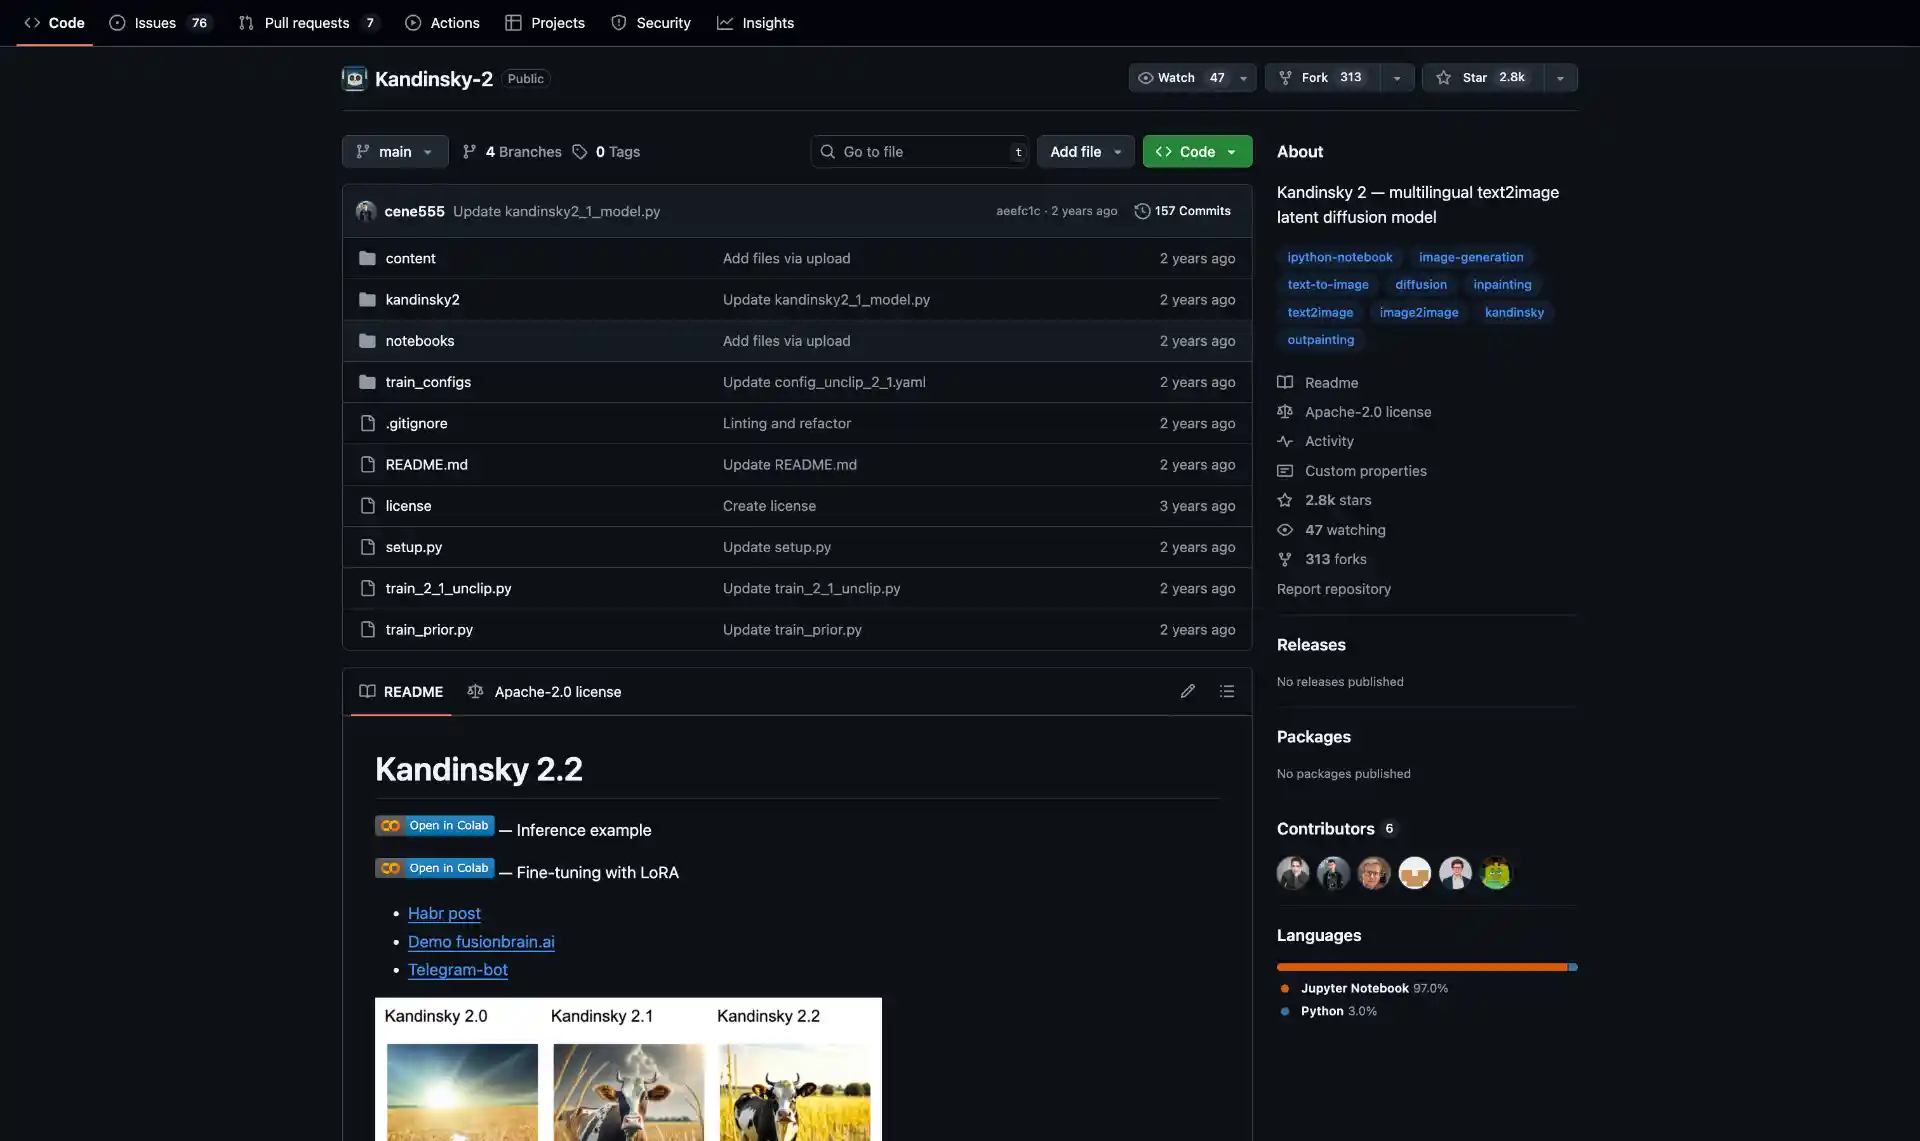 Code Issues 76 Pull requests 7 Actions Projects Security Insights
Kandinsky-2 Public Watch 47 Fork 313 Star 2.8k
main 4 Branches 0 Tags Go to file t Add file Code
cene555 Update kandinsky2_1_model.py aeefc1c · 2 years ago 157 Commits
content Add files via upload 2 years ago
kandinsky2 Update kandinsky2_1_model.py 2 years ago
notebooks Add files via upload 2 years ago
train_configs Update config_unclip_2_1.yaml 2 years ago
.gitignore Linting and refactor 2 years ago
README.md Update README.md 2 years ago
license Create license 3 years ago
setup.py Update setup.py 2 years ago
train_2_1_unclip.py Update train_2_1_unclip.py 2 years ago
train_prior.py Update train_prior.py 2 years ago
README Apache-2.0 license
Kandinsky 2.2
Open in Colab — Inference example
Open in Colab — Fine-tuning with LoRA
• Habr post
• Demo fusionbrain.ai
• Telegram-bot
Kandinsky 2.0 Kandinsky 2.1 Kandinsky 2.2
About
Kandinsky 2 — multilingual text2image
latent diffusion model
ipython-notebook image-generation
text-to-image diffusion inpainting
text2image image2image kandinsky
outpainting
Readme
Apache-2.0 license
Activity
Custom properties
2.8k stars
47 watching
313 forks
Report repository
Releases
No releases published
Packages
No packages published
Contributors 6
Languages
Jupyter Notebook 97.0%
Python 3.0%